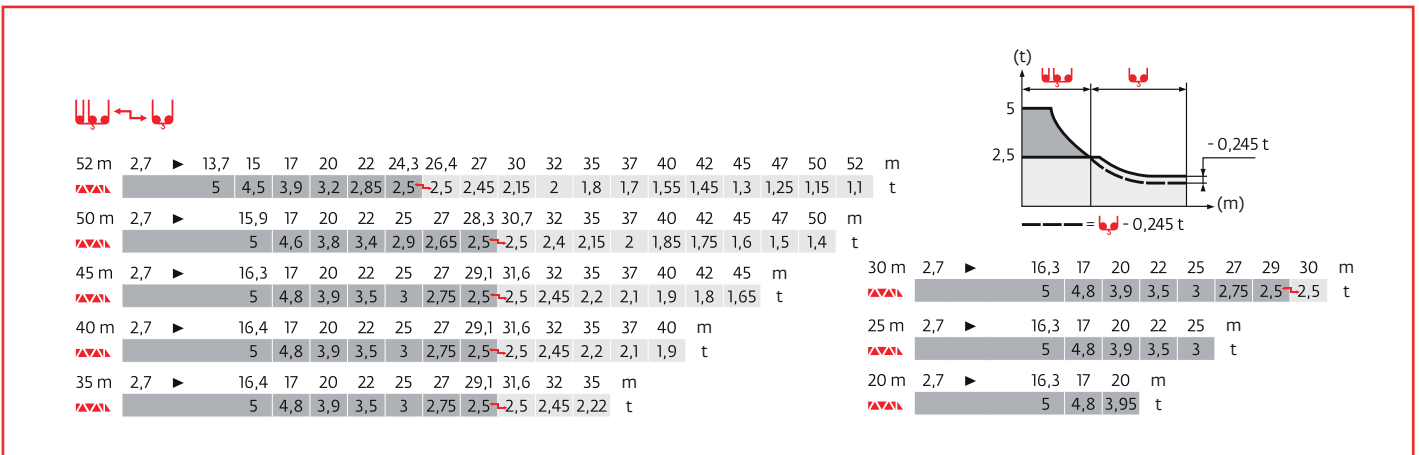 52 m 2,7 ► 13,7 15 17 20 22 24,3 26,4 27 30 32 35 37 40 42 45 47 50 52 m
5 4,5 3,9 3,2 2,85 2,5 2,5 2,45 2,15 2 1,8 1,7 1,55 1,45 1,3 1,25 1,15 1,1 t
50 m 2,7 ► 15,9 17 20 22 25 27 28,3 30,7 32 35 37 40 42 45 47 50 m
5 4,6 3,8 3,4 2,9 2,65 2,5 2,5 2,4 2,15 2 1,85 1,75 1,6 1,5 1,4 t
45 m 2,7 ► 16,3 17 20 22 25 27 29,1 31,6 32 35 37 40 42 45 m
5 4,8 3,9 3,5 3 2,75 2,5 2,5 2,45 2,2 2,1 1,9 1,8 1,65 t
40 m 2,7 ► 16,4 17 20 22 25 27 29,1 31,6 32 35 37 40 m
5 4,8 3,9 3,5 3 2,75 2,5 2,5 2,45 2,2 2,1 1,9 t
35 m 2,7 ► 16,4 17 20 22 25 27 29,1 31,6 32 35 m
5 4,8 3,9 3,5 3 2,75 2,5 2,5 2,45 2,22 t
(t)
5
2,5
- 0,245 t
(m)
= - 0,245 t
30 m 2,7 ► 16,3 17 20 22 25 27 29 30 m
5 4,8 3,9 3,5 3 2,75 2,5 2,5 t
25 m 2,7 ► 16,3 17 20 22 25 m
5 4,8 3,9 3,5 3 t
20 m 2,7 ► 16,3 17 20 m
5 4,8 3,95 t